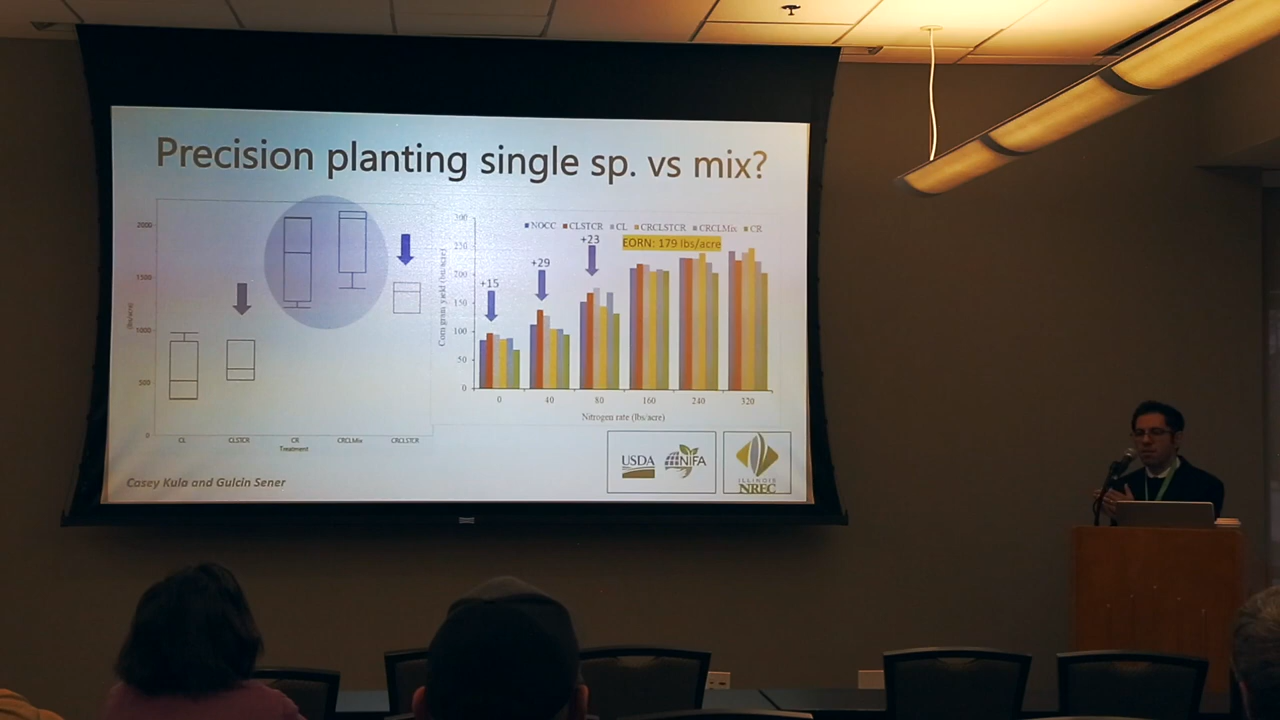 Precision planting single sp. vs mix?
2000
1500
1000
500
0
(lbs/acre)
CL CLSTCR CR CRCLMix CRCLSTCR
Treatment
300
250
200
150
100
50
0
Corn grain yield (bu/acre)
NOCC CLSTCR CL CRCLSTCR CRCLMix CR
EORN: 179 lbs/acre
+15
+29
+23
0 40 80 160 240 320
Nitrogen rate (lbs/acre)
Casey Kula and Gulcin Sener
USDA NIFA
ILLINOIS
NREC